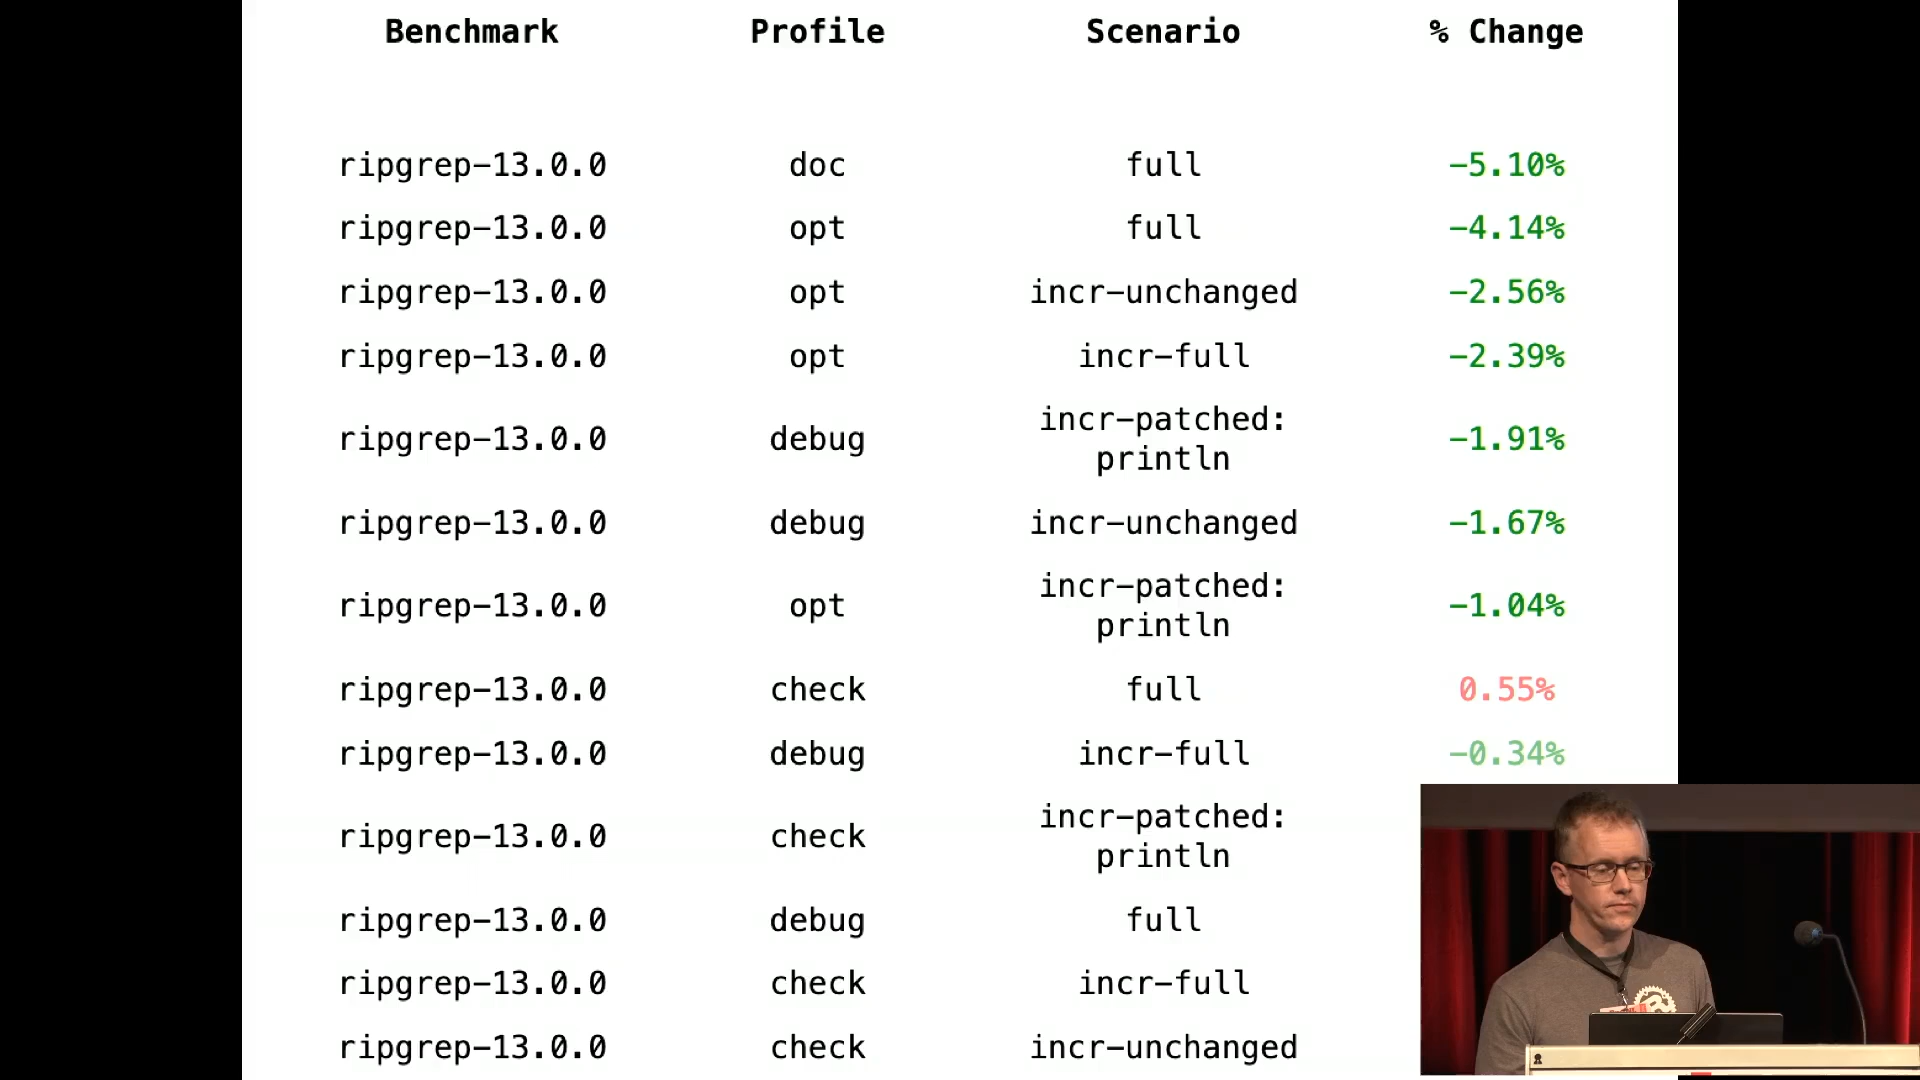 Benchmark Profile Scenario % Change
ripgrep-13.0.0 doc full -5.10%
ripgrep-13.0.0 opt full -4.14%
ripgrep-13.0.0 opt incr-unchanged -2.56%
ripgrep-13.0.0 opt incr-full -2.39%
ripgrep-13.0.0 debug incr-patched: -1.91%
println
ripgrep-13.0.0 debug incr-unchanged -1.67%
ripgrep-13.0.0 opt incr-patched: -1.04%
println
ripgrep-13.0.0 check full 0.55%
ripgrep-13.0.0 debug incr-full -0.34%
ripgrep-13.0.0 check incr-patched:
println
ripgrep-13.0.0 debug full
ripgrep-13.0.0 check incr-full
ripgrep-13.0.0 check incr-unchanged